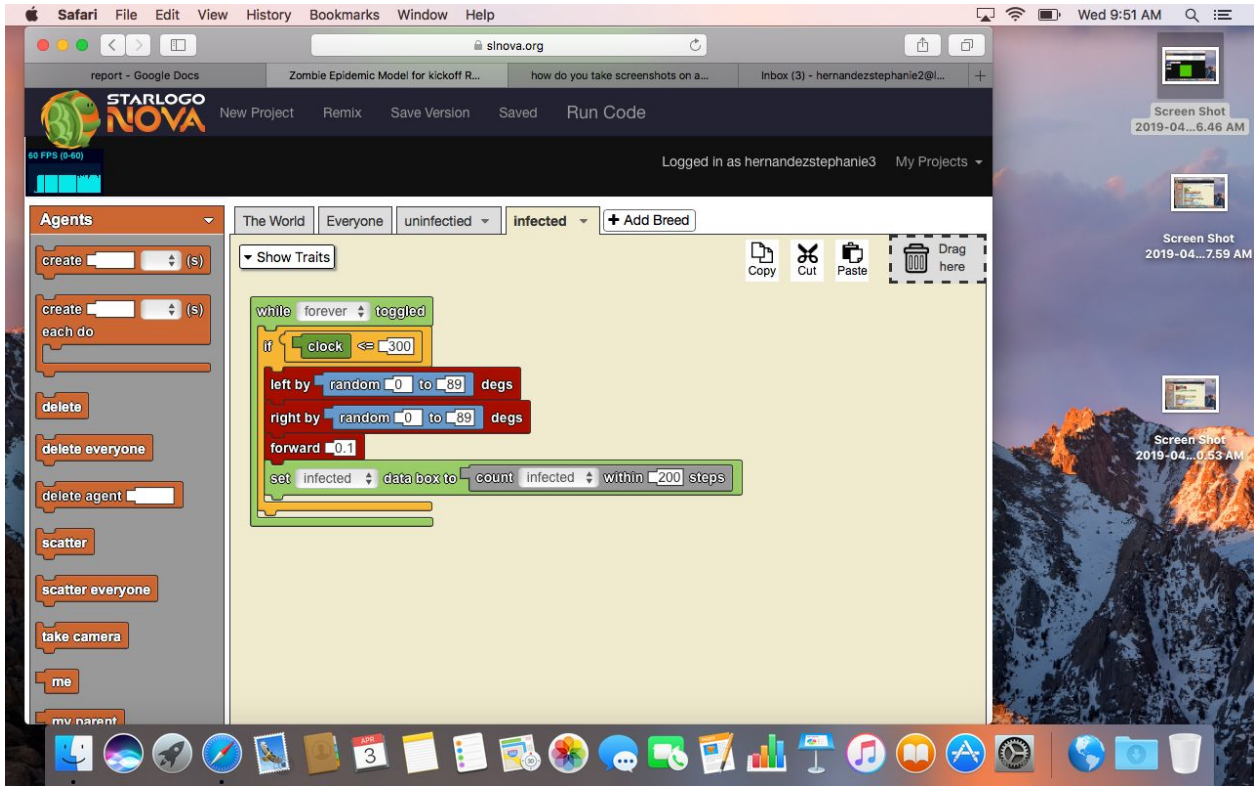 Safari File Edit View History Bookmarks Window Help Wed 9:51 AM
slnova.org
report - Google Docs Zombie Epidemic Model for kickoff R... how do you take screenshots on a... Inbox (3) - hernandezstephanie2@l... +
STARLOGO
NOVA
New Project Remix Save Version Saved Run Code
60 FPS (0-60)
Logged in as hernandezstephanie3 My Projects
Agents
The World Everyone uninfectied infected + Add Breed
Show Traits
Copy Cut Paste
Drag
here
create (s)
create (s)
each do
delete
delete everyone
delete agent
scatter
scatter everyone
take camera
me
my parent
while forever toggled
if clock <= 300
left by random 0 to 89 degs
right by random 0 to 89 degs
forward 0.1
set infected data box to count infected within 200 steps
Screen Shot
2019-04...6.46 AM
Screen Shot
2019-04...7.59 AM
Screen Shot
2019-04...0.53 AM
APR
3